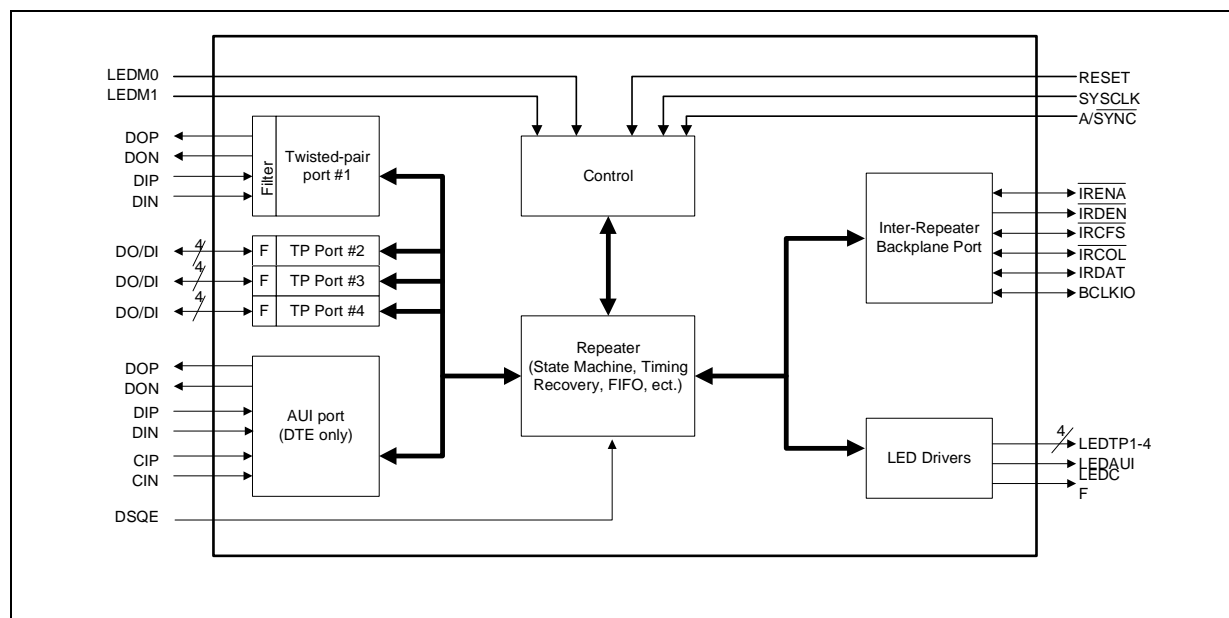 LEDM0
LEDM1
DOP
DON
DIP
DIN
Filter
Twisted-pair
port #1
DO/DI
4
F
TP Port #2
DO/DI
4
F
TP Port #3
DO/DI
4
F
TP Port #4
DOP
DON
DIP
DIN
CIP
CIN
AUI port
(DTE only)
DSQE
Control
Repeater
(State Machine, Timing
Recovery, FIFO, ect.)
RESET
SYSCLK
A/SYNC
Inter-Repeater
Backplane Port
IRENA
IRDEN
IRCFS
IRCOL
IRDAT
BCLKIO
LED Drivers
4
LEDTP1-4
LEDAUI
LEDC
F